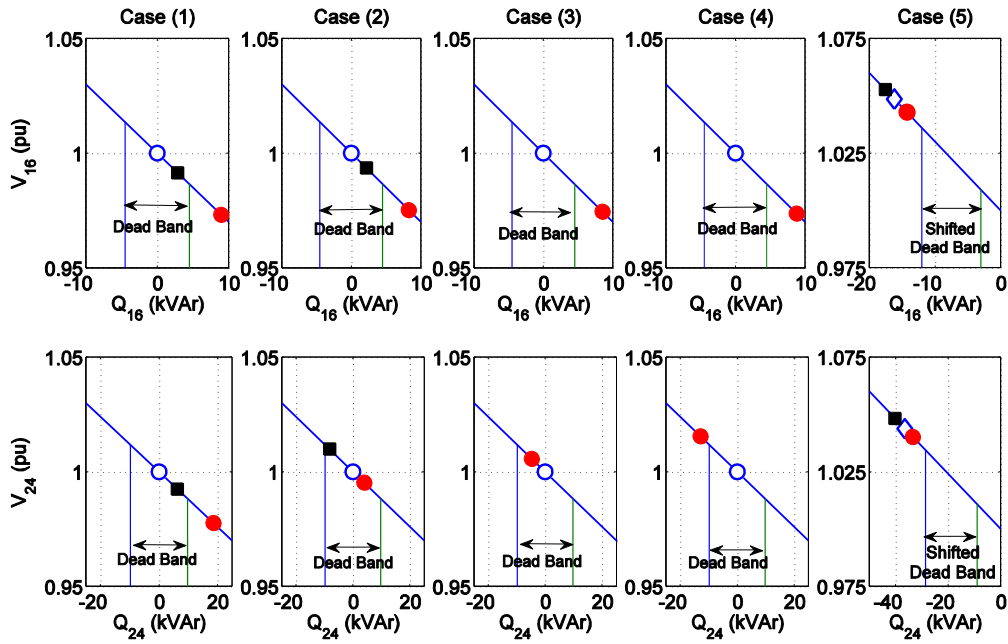 Case (1) Case (2) Case (3) Case (4) Case (5)
1.05 1.05 1.05 1.05 1.075
V16 (pu)
1 1 1 1 1.025
Dead Band Dead Band Dead Band Dead Band Shifted
Dead Band
0.95 0.95 0.95 0.95 0.975
-10 0 10 -10 0 10 -10 0 10 -10 0 10 -20 -10 0
Q16 (kVAr) Q16 (kVAr) Q16 (kVAr) Q16 (kVAr) Q16 (kVAr)
1.05 1.05 1.05 1.05 1.075
V24 (pu)
1 1 1 1 1.025
Dead Band Dead Band Dead Band Dead Band Shifted
Dead Band
0.95 0.95 0.95 0.95 0.975
-20 0 20 -20 0 20 -20 0 20 -20 0 20 -40 -20 0
Q24 (kVAr) Q24 (kVAr) Q24 (kVAr) Q24 (kVAr) Q24 (kVAr)